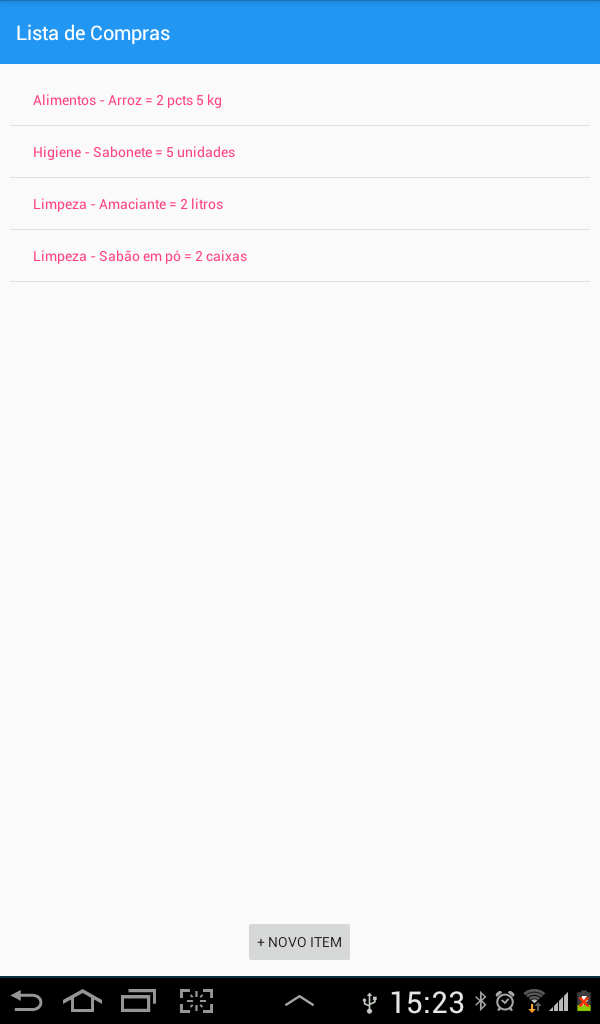 Lista de Compras
Alimentos - Arroz = 2 pcts 5 kg
Higiene - Sabonete = 5 unidades
Limpeza - Amaciante = 2 litros
Limpeza - Sabão em pó = 2 caixas
+ NOVO ITEM
15:23